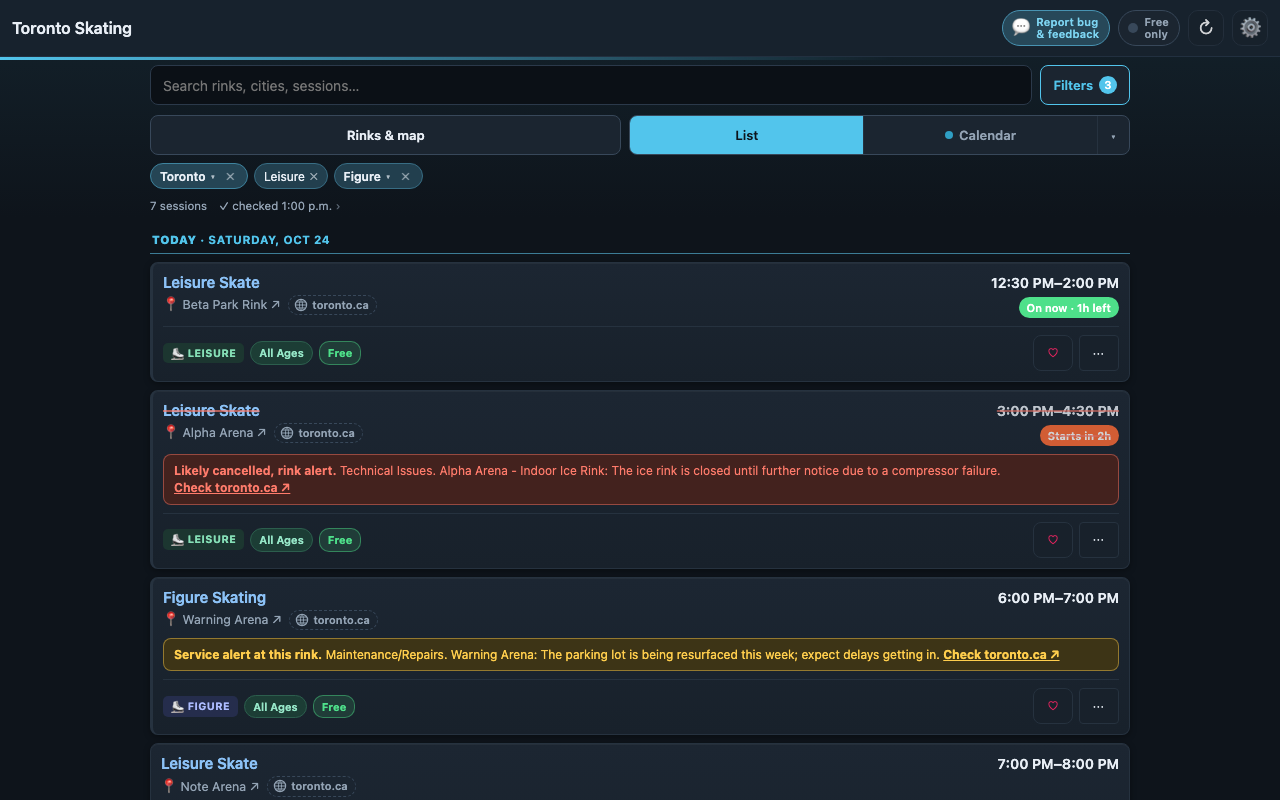 Toronto Skating
Report bug
& feedback
Free
only
Search rinks, cities, sessions...
Filters 3
Rinks & map
List
Calendar
Toronto
Leisure
Figure
7 sessions ✓ checked 1:00 p.m. ›
TODAY · SATURDAY, OCT 24
Leisure Skate
12:30 PM–2:00 PM
Beta Park Rink ↗ toronto.ca
On now · 1h left
LEISURE All Ages Free
Leisure Skate
3:00 PM–4:30 PM
Alpha Arena ↗ toronto.ca
Starts in 2h
Likely cancelled, rink alert. Technical Issues. Alpha Arena - Indoor Ice Rink: The ice rink is closed until further notice due to a compressor failure.
Check toronto.ca ↗
LEISURE All Ages Free
Figure Skating
6:00 PM–7:00 PM
Warning Arena ↗ toronto.ca
Service alert at this rink. Maintenance/Repairs. Warning Arena: The parking lot is being resurfaced this week; expect delays getting in. Check toronto.ca ↗
FIGURE All Ages Free
Leisure Skate
7:00 PM–8:00 PM
Note Arena ↗ toronto.ca